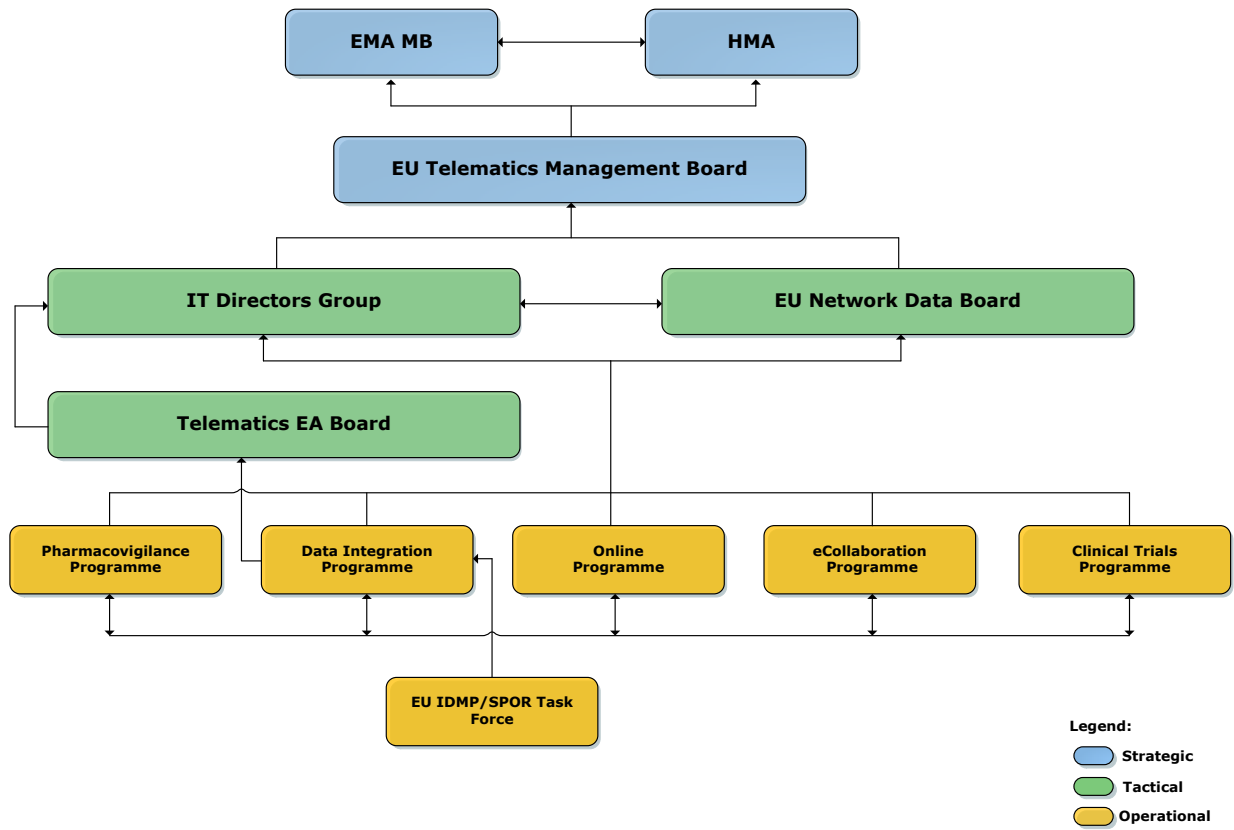 EMA MB
HMA
EU Telematics Management Board
IT Directors Group
EU Network Data Board
Telematics EA Board
Pharmacovigilance
Programme
Data Integration
Programme
Online
Programme
eCollaboration
Programme
Clinical Trials
Programme
EU IDMP/SPOR Task
Force
Legend:
Strategic
Tactical
Operational